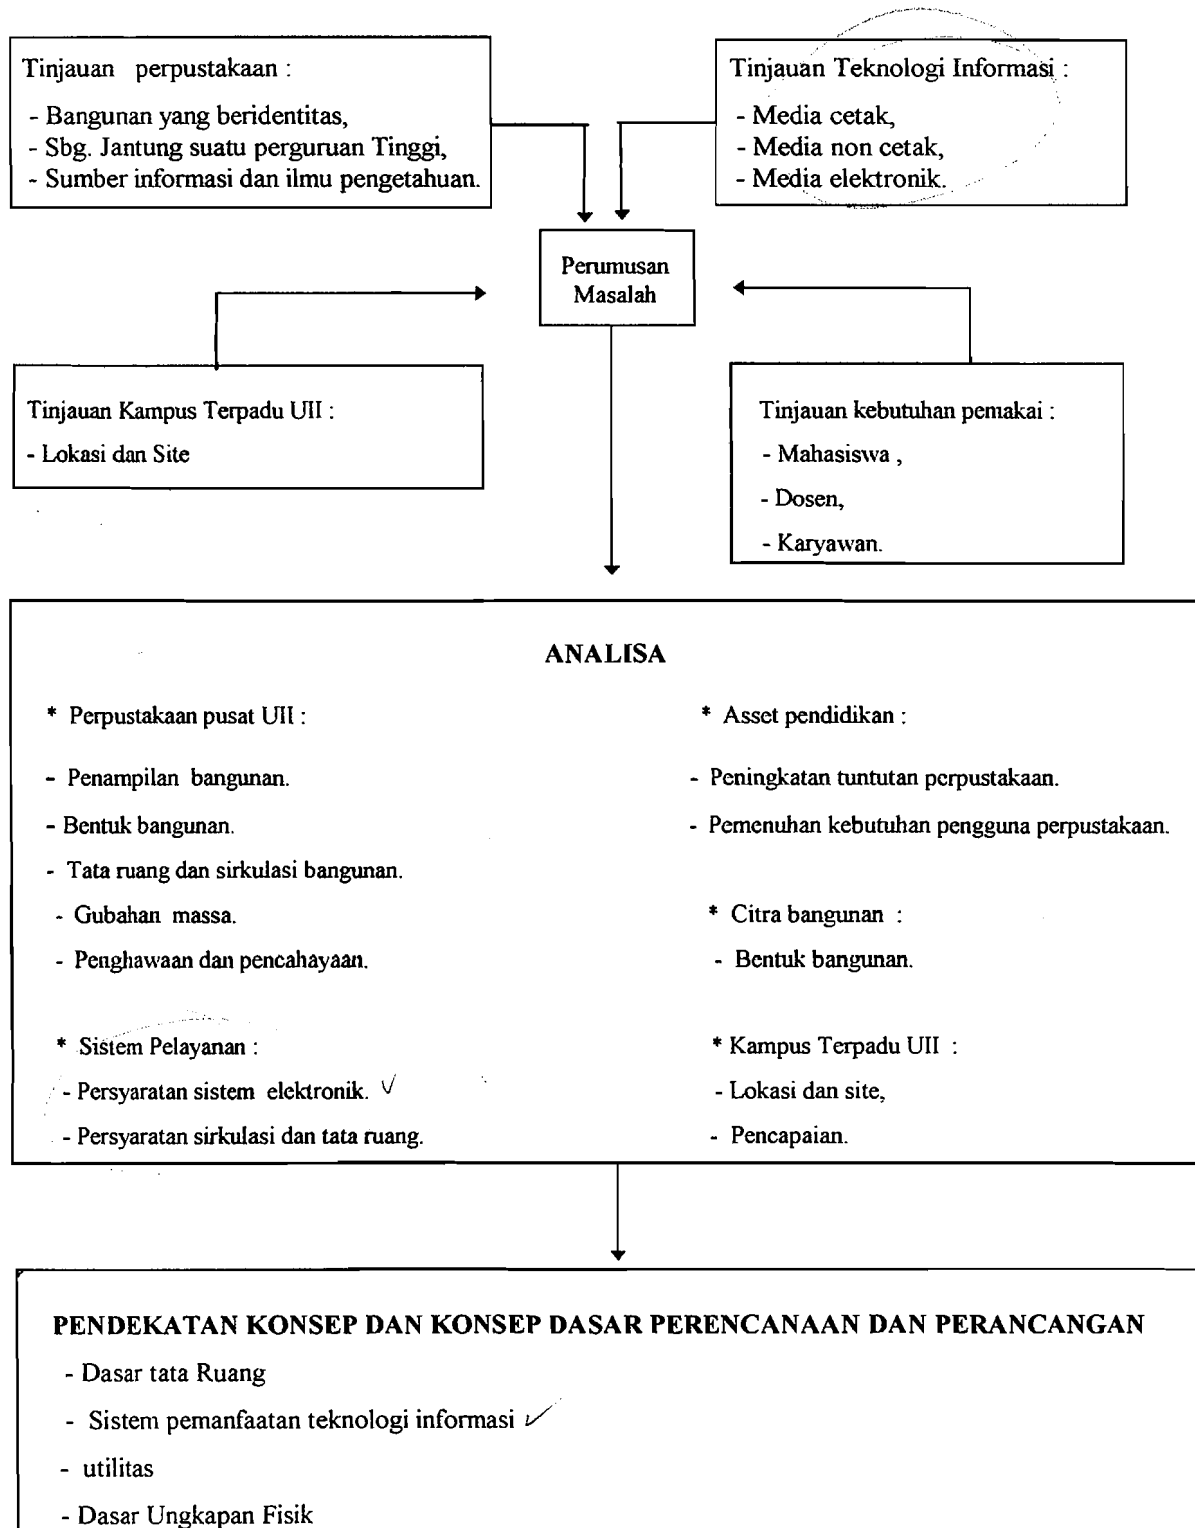 Tinjauan perpustakaan :
- Bangunan yang beridentitas,
- Sbg. Jantung suatu perguruan Tinggi,
- Sumber informasi dan ilmu pengetahuan.
Tinjauan Teknologi Informasi :
- Media cetak,
- Media non cetak,
- Media elektronik.
Perumusan
Masalah
Tinjauan Kampus Terpadu UII :
- Lokasi dan Site
Tinjauan kebutuhan pemakai :
- Mahasiswa ,
- Dosen,
- Karyawan.
ANALISA
* Perpustakaan pusat UII :
- Penampilan bangunan.
- Bentuk bangunan.
- Tata ruang dan sirkulasi bangunan.
- Gubahan massa.
- Penghawaan dan pencahayaan.
* Sistem Pelayanan :
- Persyaratan sistem elektronik. ✓
- Persyaratan sirkulasi dan tata ruang.
* Asset pendidikan :
- Peningkatan tuntutan perpustakaan.
- Pemenuhan kebutuhan pengguna perpustakaan.
* Citra bangunan :
- Bentuk bangunan.
* Kampus Terpadu UII :
- Lokasi dan site,
- Pencapaian.
PENDEKATAN KONSEP DAN KONSEP DASAR PERENCANAAN DAN PERANCANGAN
- Dasar tata Ruang
- Sistem pemanfaatan teknologi informasi ✓
- utilitas
- Dasar Ungkapan Fisik